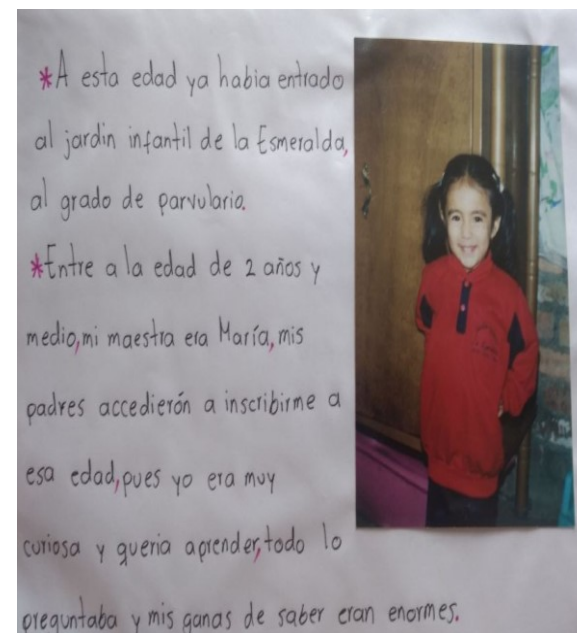 *A esta edad ya habia entrado
al jardin infantil de la Esmeralda,
al grado de parvulario.
*Entre a la edad de 2 años y
medio, mi maestra era María, mis
padres accedierón a inscribirme a
esa edad, pues yo era muy
curiosa y queria aprender, todo lo
preguntaba y mis ganas de saber eran enormes.